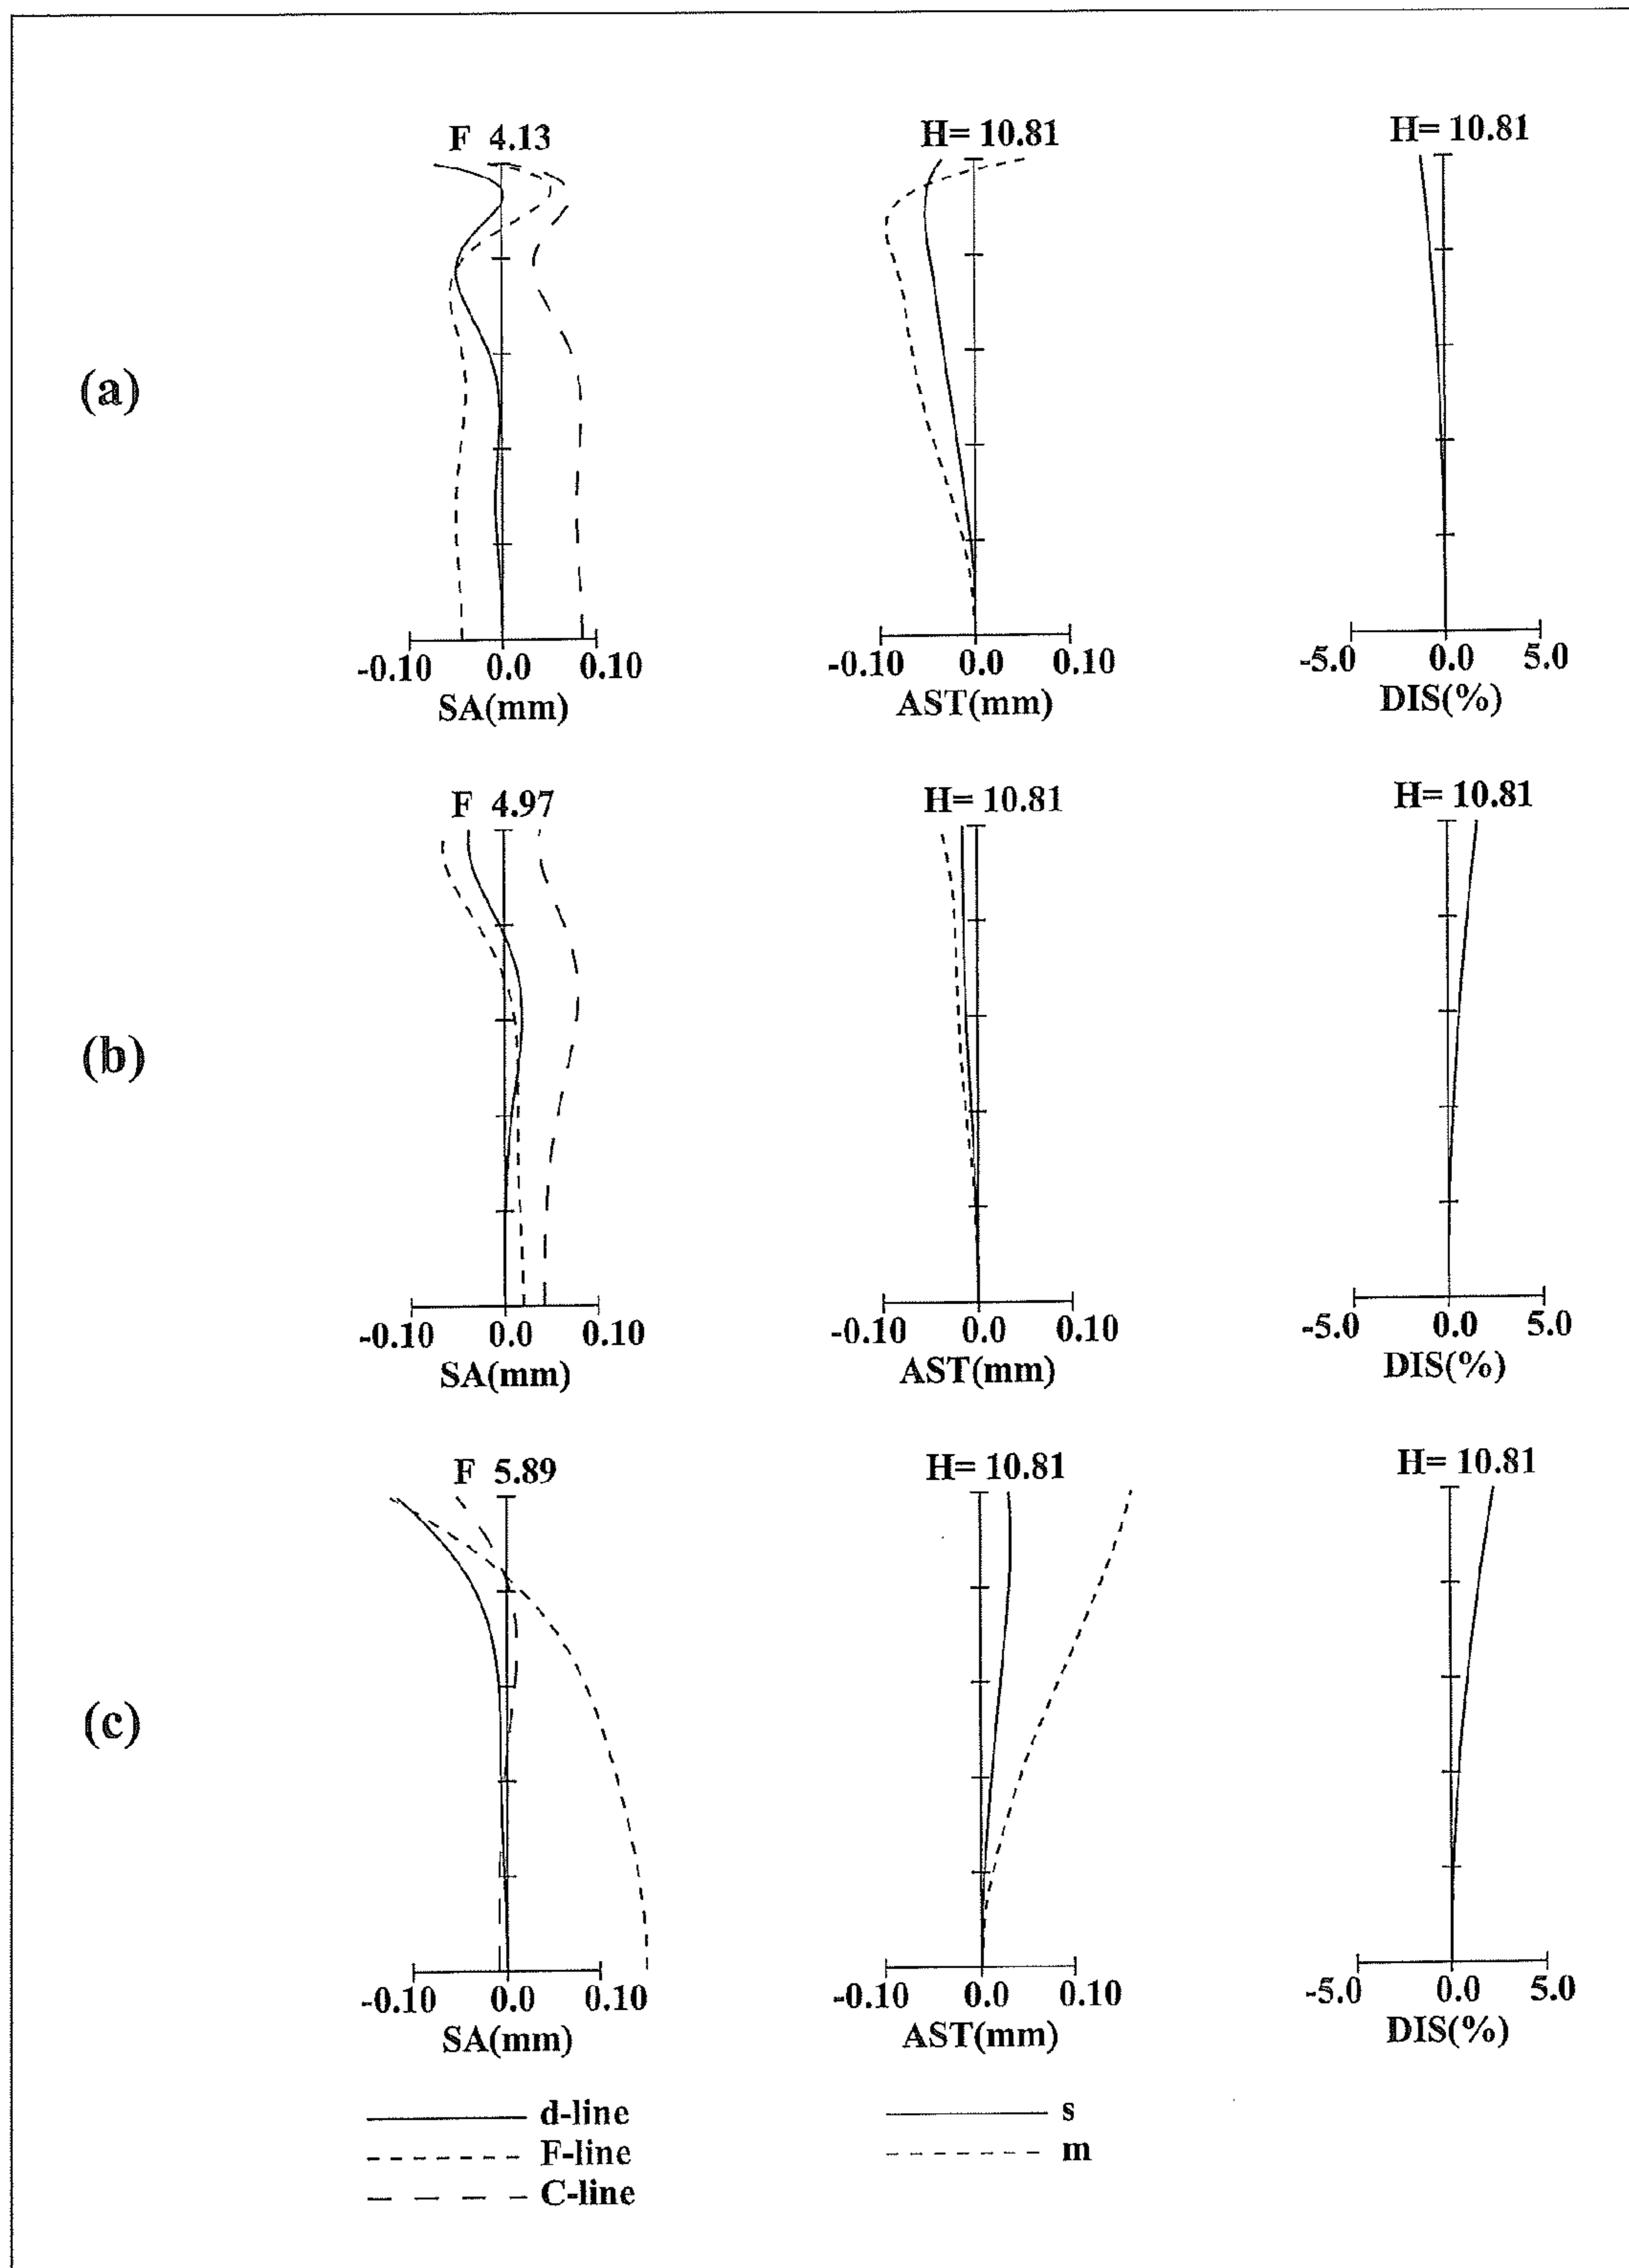 F 4.13
H= 10.81
H= 10.81
(a)
-0.10 0.0 0.10
SA(mm)
-0.10 0.0 0.10
AST(mm)
-5.0 0.0 5.0
DIS(%)
F 4.97
H= 10.81
H= 10.81
(b)
-0.10 0.0 0.10
SA(mm)
-0.10 0.0 0.10
AST(mm)
-5.0 0.0 5.0
DIS(%)
F 5.89
H= 10.81
H= 10.81
(c)
-0.10 0.0 0.10
SA(mm)
-0.10 0.0 0.10
AST(mm)
-5.0 0.0 5.0
DIS(%)
d-line
F-line
C-line
s
m